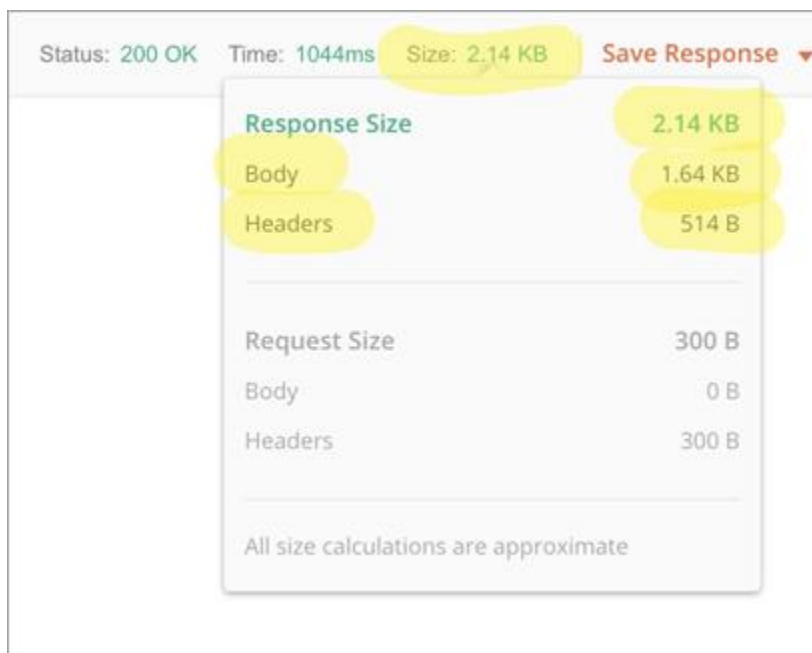 Status: 200 OK Time: 1044ms Size: 2.14 KB Save Response
Response Size 2.14 KB
Body 1.64 KB
Headers 514 B
Request Size 300 B
Body 0 B
Headers 300 B
All size calculations are approximate